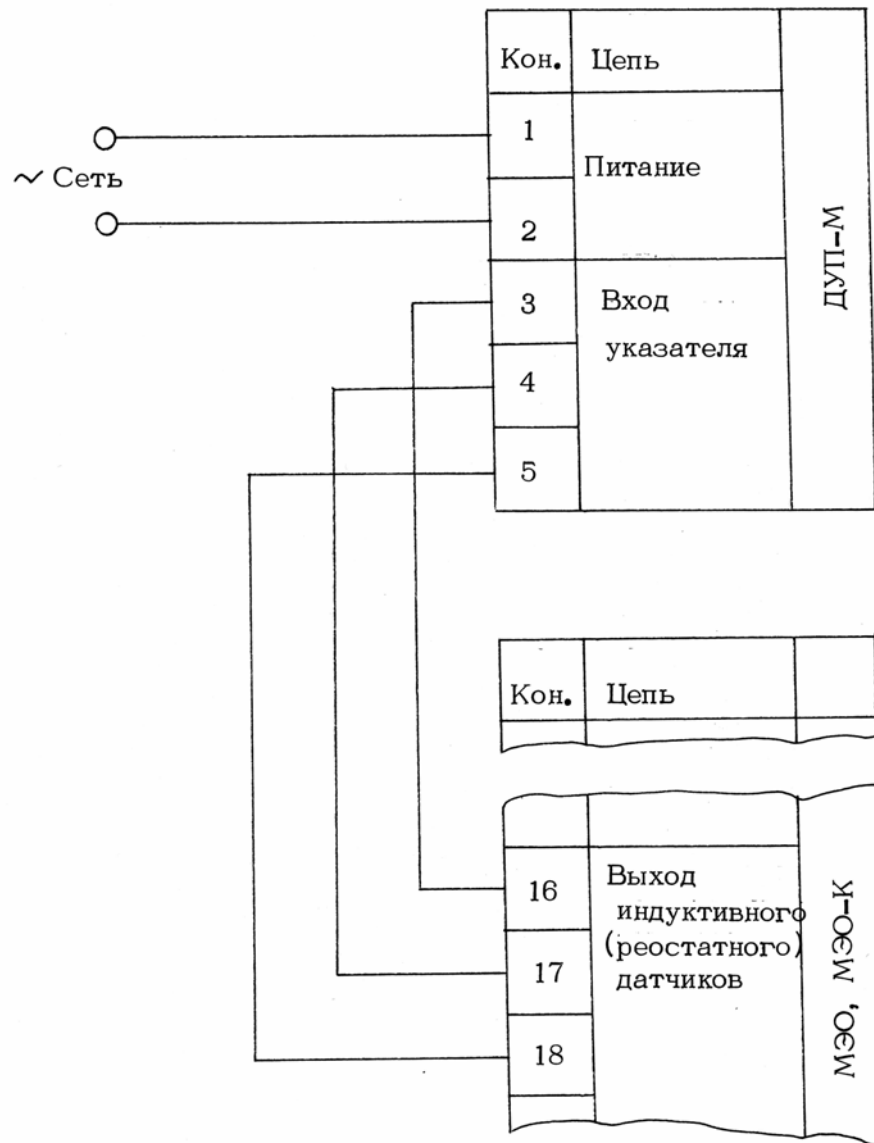 Кон. Цепь
1
~ Сеть
Питание
2
3 Вход
указателя
4
5
ДУП-М
Кон. Цепь
16 Выход
индуктивного
(реостатного)
17 датчиков
18
МЭО, МЭО-К